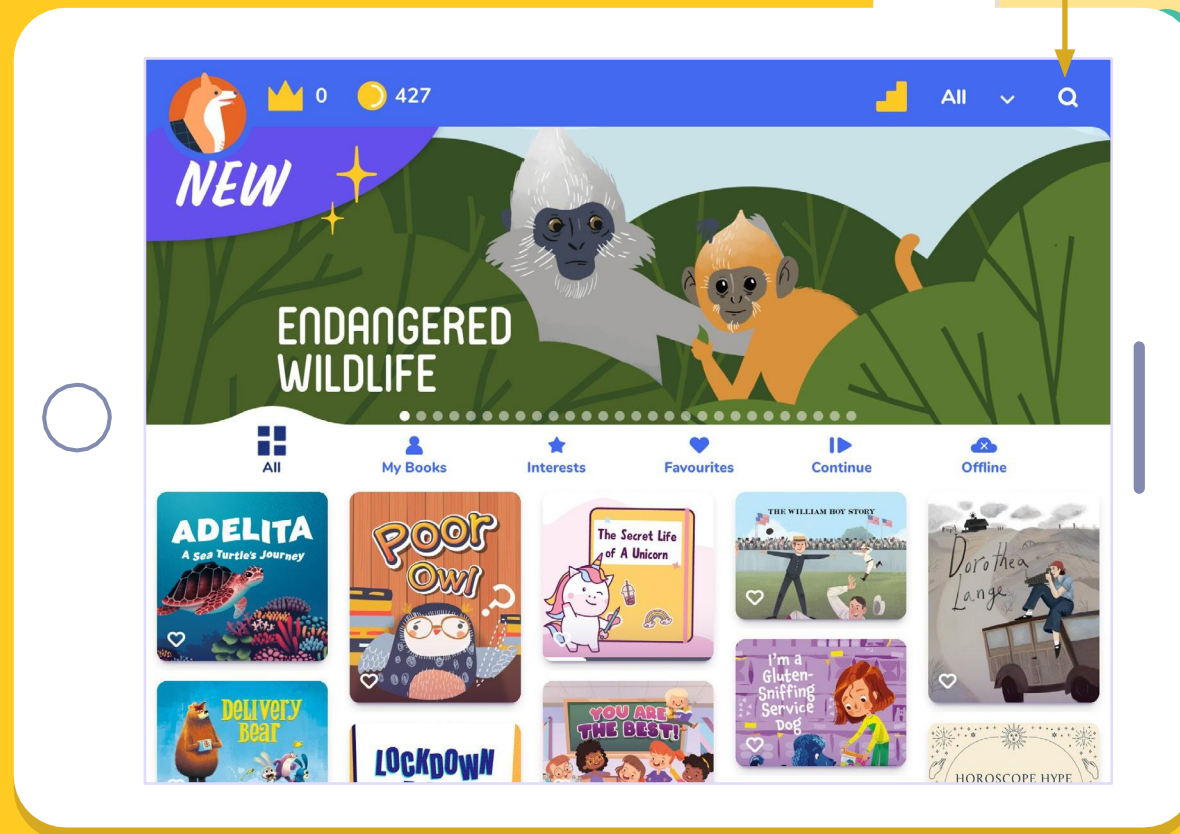 0
427
All
NEW
ENDANGERED
WILDLIFE
All
My Books
Interests
Favourites
Continue
Offline
ADELITA
A Sea Turtle's Journey
POOR
OWl
The Secret Life
of A Unicorn
THE WILLIAM HOY STORY
Dorothea
Lange
DELIVERY
BEAR
LOCKDOWN
YOU ARE
THE BEST!
I'm a
Gluten-
Sniffing
Service
Dog
HOROSCOPE HYPE